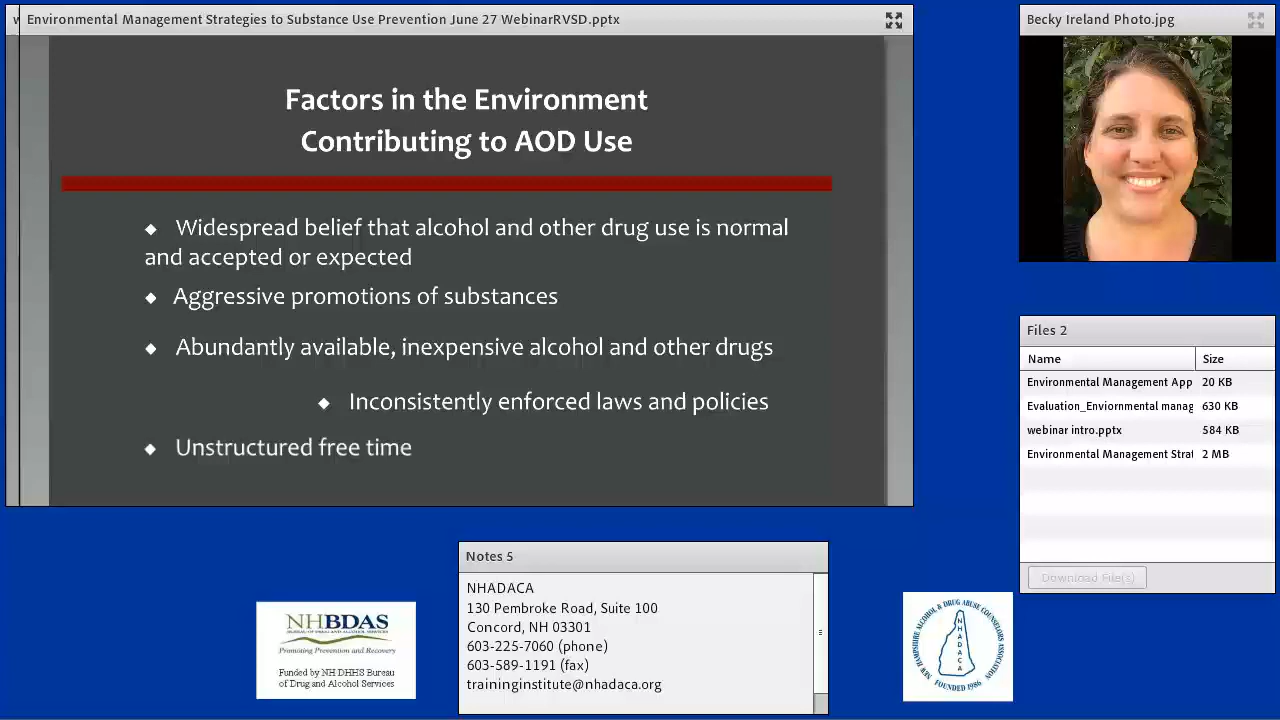 Environmental Management Strategies to Substance Use Prevention June 27 WebinarRVSD.pptx
Factors in the Environment
Contributing to AOD Use
◆ Widespread belief that alcohol and other drug use is normal
and accepted or expected
◆ Aggressive promotions of substances
◆ Abundantly available, inexpensive alcohol and other drugs
◆ Inconsistently enforced laws and policies
◆ Unstructured free time
Becky Ireland Photo.jpg
Files 2
Name Size
Environmental Management App 20 KB
Evaluation_Enviornmental manag 630 KB
webinar intro.pptx 584 KB
Environmental Management Strat 2 MB
Download File(s)
Notes 5
NHADACA
130 Pembroke Road, Suite 100
Concord, NH 03301
603-225-7060 (phone)
603-589-1191 (fax)
traininginstitute@nhadaca.org
NHBDAS
BUREAU OF DRUG AND ALCOHOL SERVICES
Promoting Prevention and Recovery
Funded by NH DHHS Bureau
of Drug and Alcohol Services
NEW HAMPSHIRE ALCOHOL & DRUG ABUSE COUNSELORS ASSOCIATION
NHADACA
FOUNDED 1986